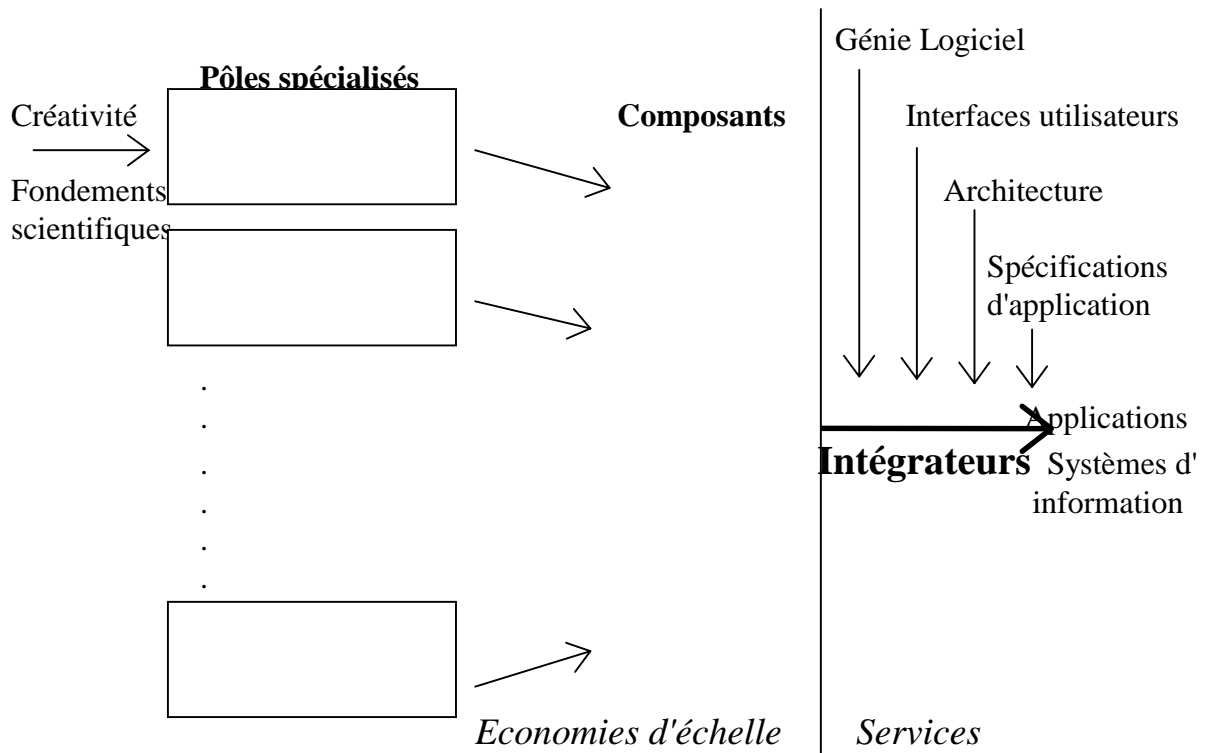 Génie Logiciel
Pôles spécialisés
Créativité
Composants
Interfaces utilisateurs
Fondements
scientifiques
Architecture
Spécifications
d'application
.
.
.
.
.
.
Applications
Intégrateurs
Systèmes d'
information
Economies d'échelle
Services